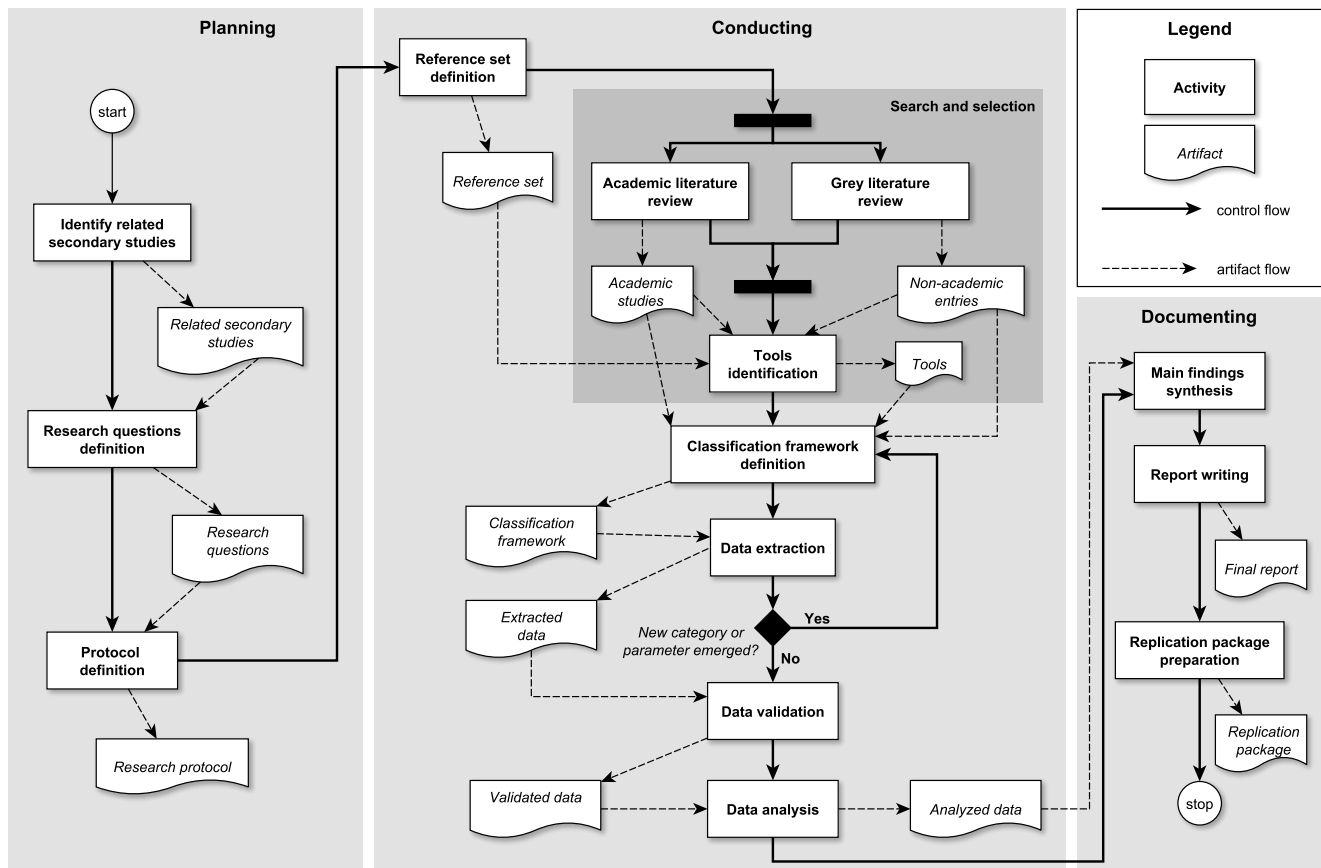 Planning
start
Identify related
secondary studies
Related secondary
studies
Research questions
definition
Research
questions
Protocol
definition
Research protocol
Conducting
Reference set
definition
Reference set
Search and selection
Academic literature
review
Grey literature
review
Academic
studies
Non-academic
entries
Tools
identification
Tools
Classification framework
definition
Classification
framework
Data extraction
Extracted
data
New category or
parameter emerged?
Yes
No
Data validation
Validated data
Data analysis
Analyzed data
Legend
Activity
Artifact
control flow
artifact flow
Documenting
Main findings
synthesis
Report writing
Final report
Replication package
preparation
Replication
package
stop